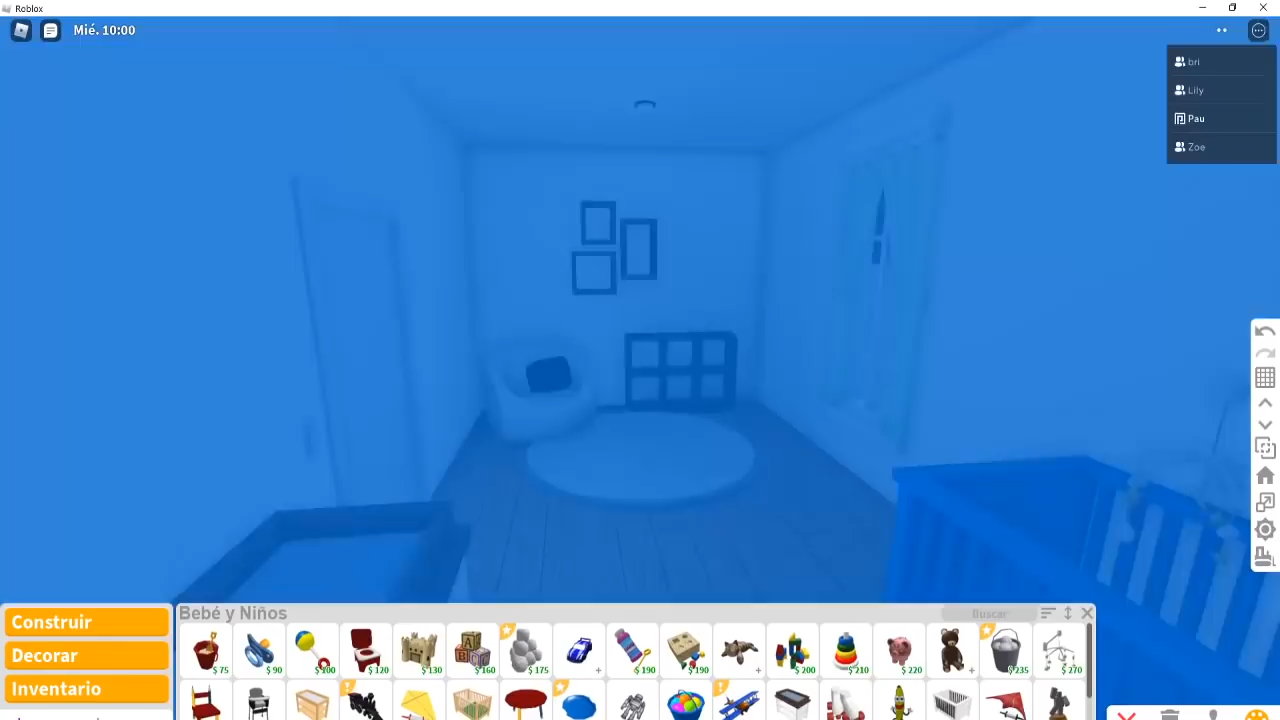 Roblox
Mié. 10:00
bri
Lily
Pau
Zoe
Construir
Decorar
Inventario
Bebé y Niños
Buscar
$ 75
$ 90
$ 100
$ 120
$ 130
$ 160
$ 175
+
$ 190
$ 190
+
$ 200
$ 210
$ 220
+
$ 235
$ 270